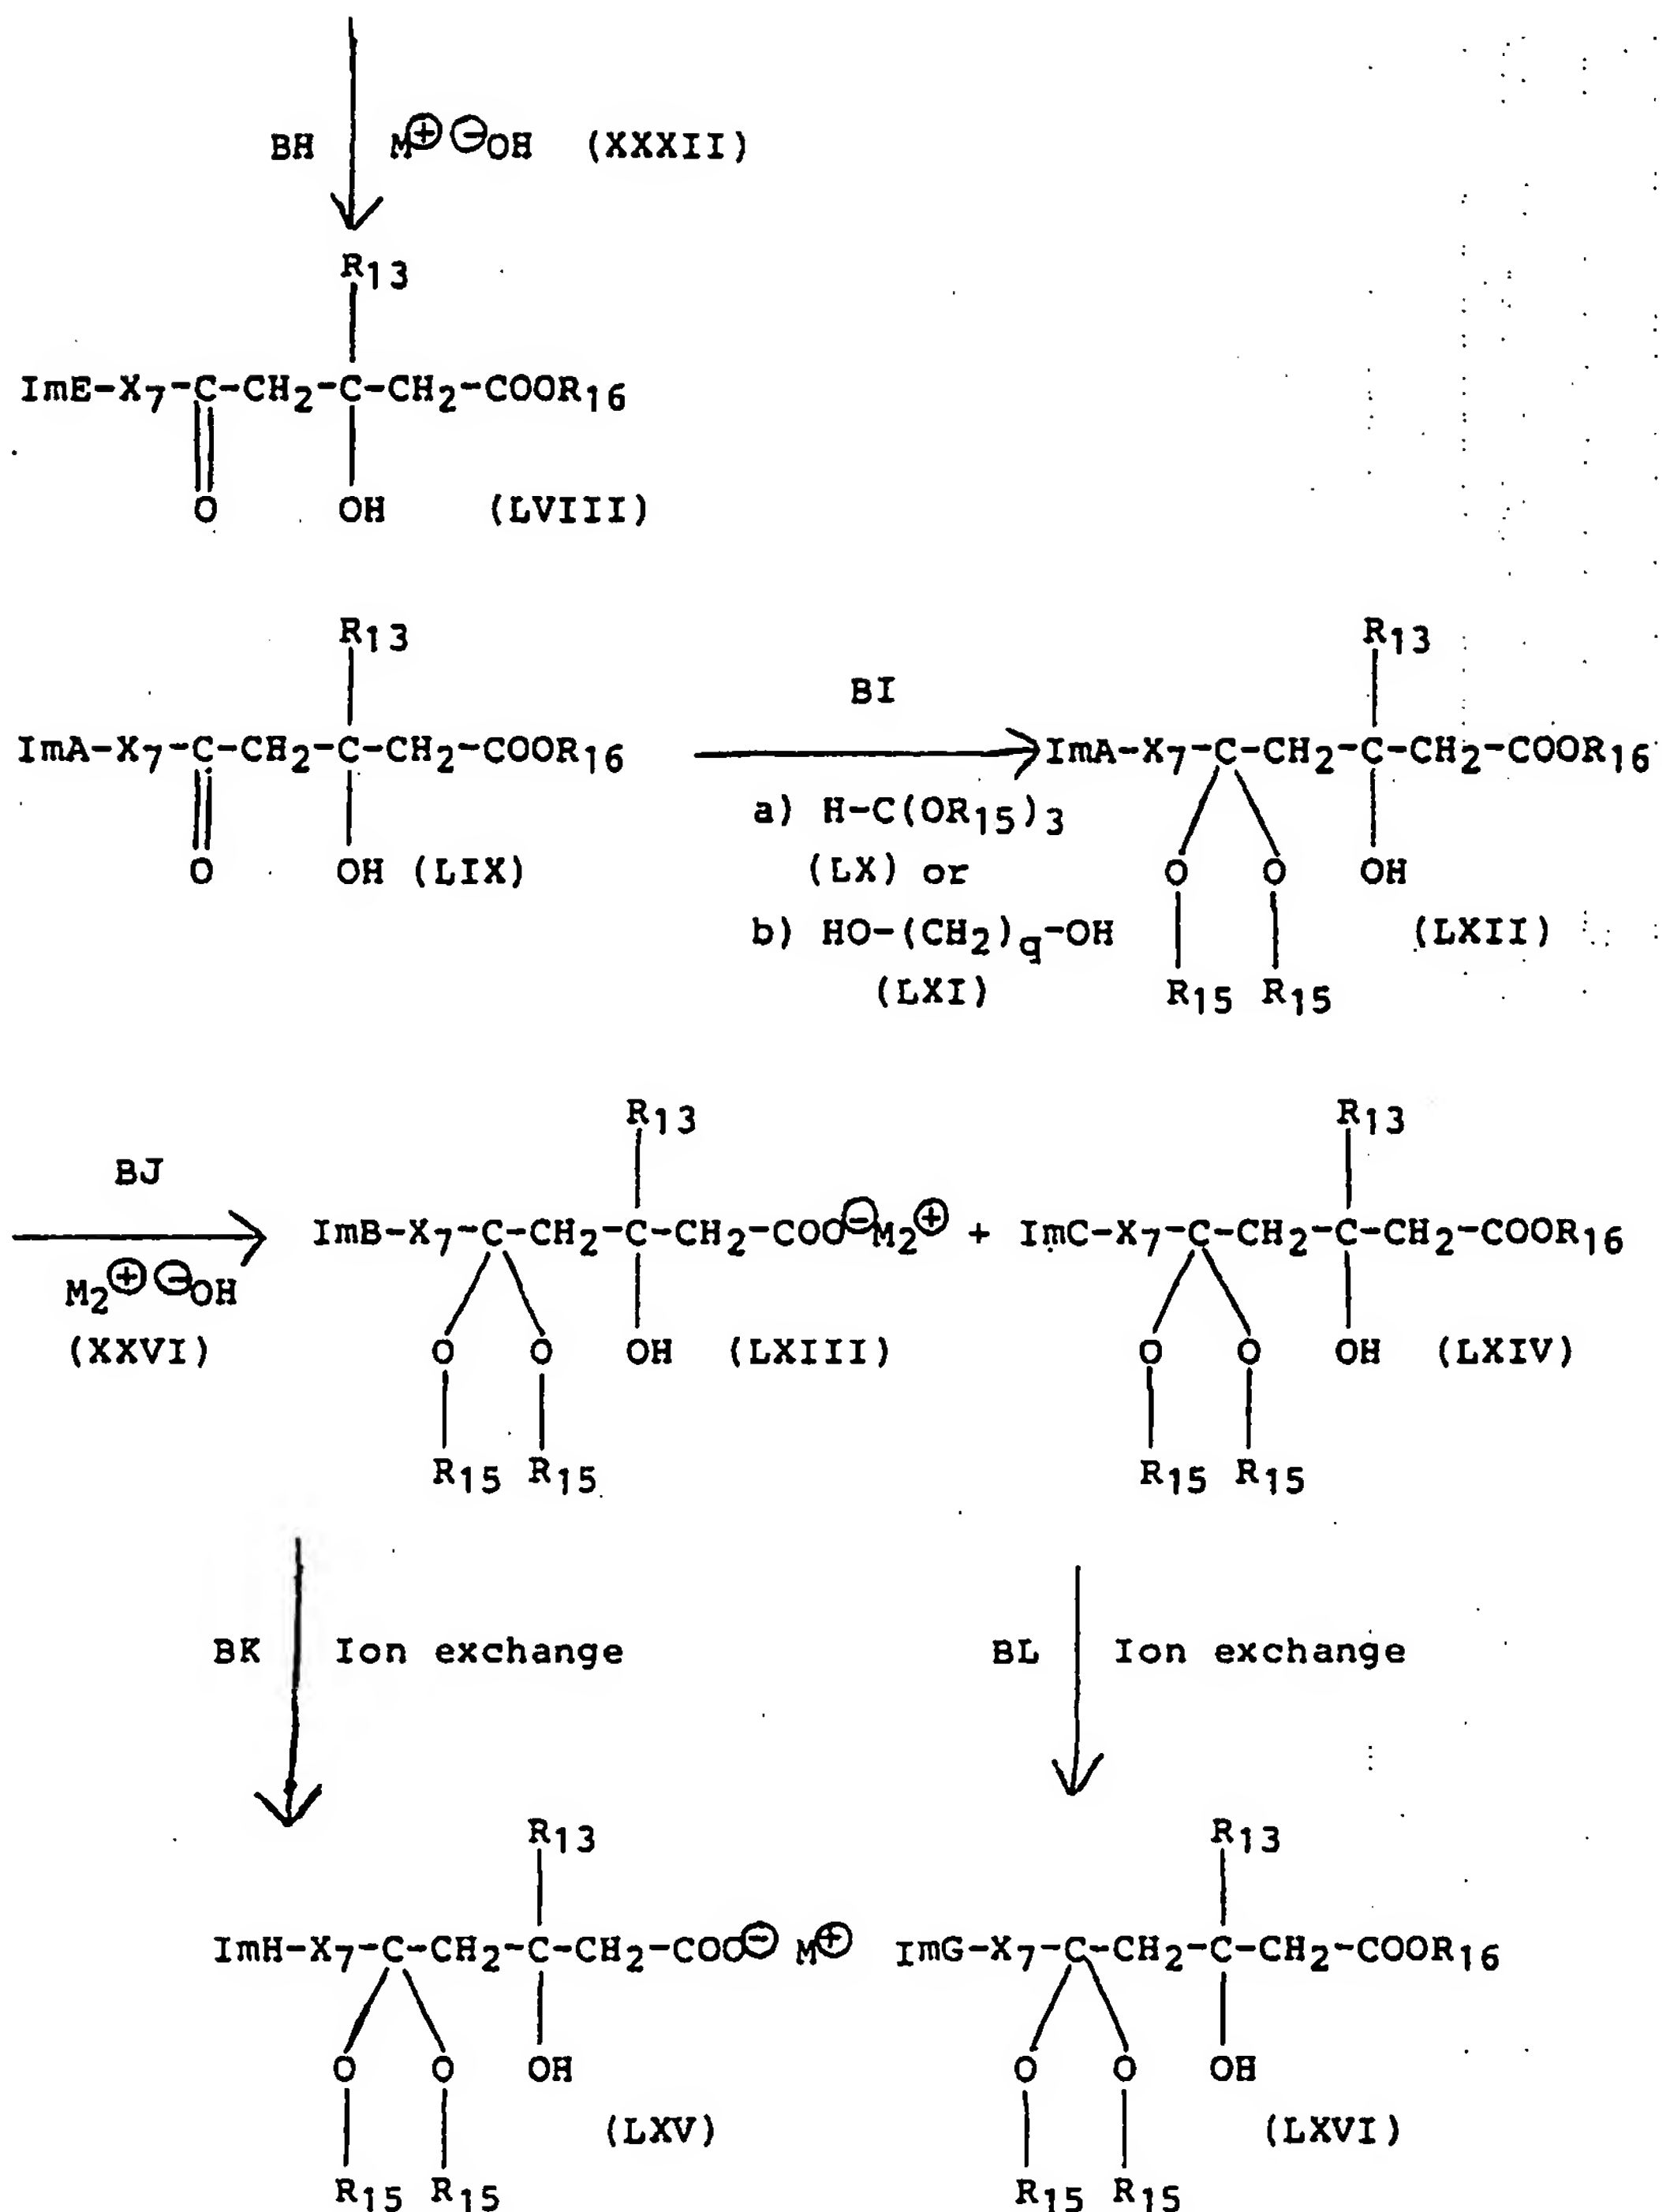 BH M⊕ ⊖OH (XXXII)
R13
ImE-X7-C-CH2-C-CH2-COOR16
O OH (LVIII)
R13 R13
BI
ImA-X7-C-CH2-C-CH2-COOR16 ImA-X7-C-CH2-C-CH2-COOR16
a) H-C(OR15)3
O OH (LIX) (LX) or O O OH
b) HO-(CH2)q-OH (LXII)
(LXI) R15 R15
R13 R13
BJ
ImB-X7-C-CH2-C-CH2-COO⊖M2⊕ + ImC-X7-C-CH2-C-CH2-COOR16
M2⊕ ⊖OH
(XXVI) O O OH (LXIII) O O OH (LXIV)
R15 R15 R15 R15
BK Ion exchange BL Ion exchange
R13 R13
ImH-X7-C-CH2-C-CH2-COO⊖ M⊕ ImG-X7-C-CH2-C-CH2-COOR16
O O OH O O OH
(LXV) (LXVI)
R15 R15 R15 R15